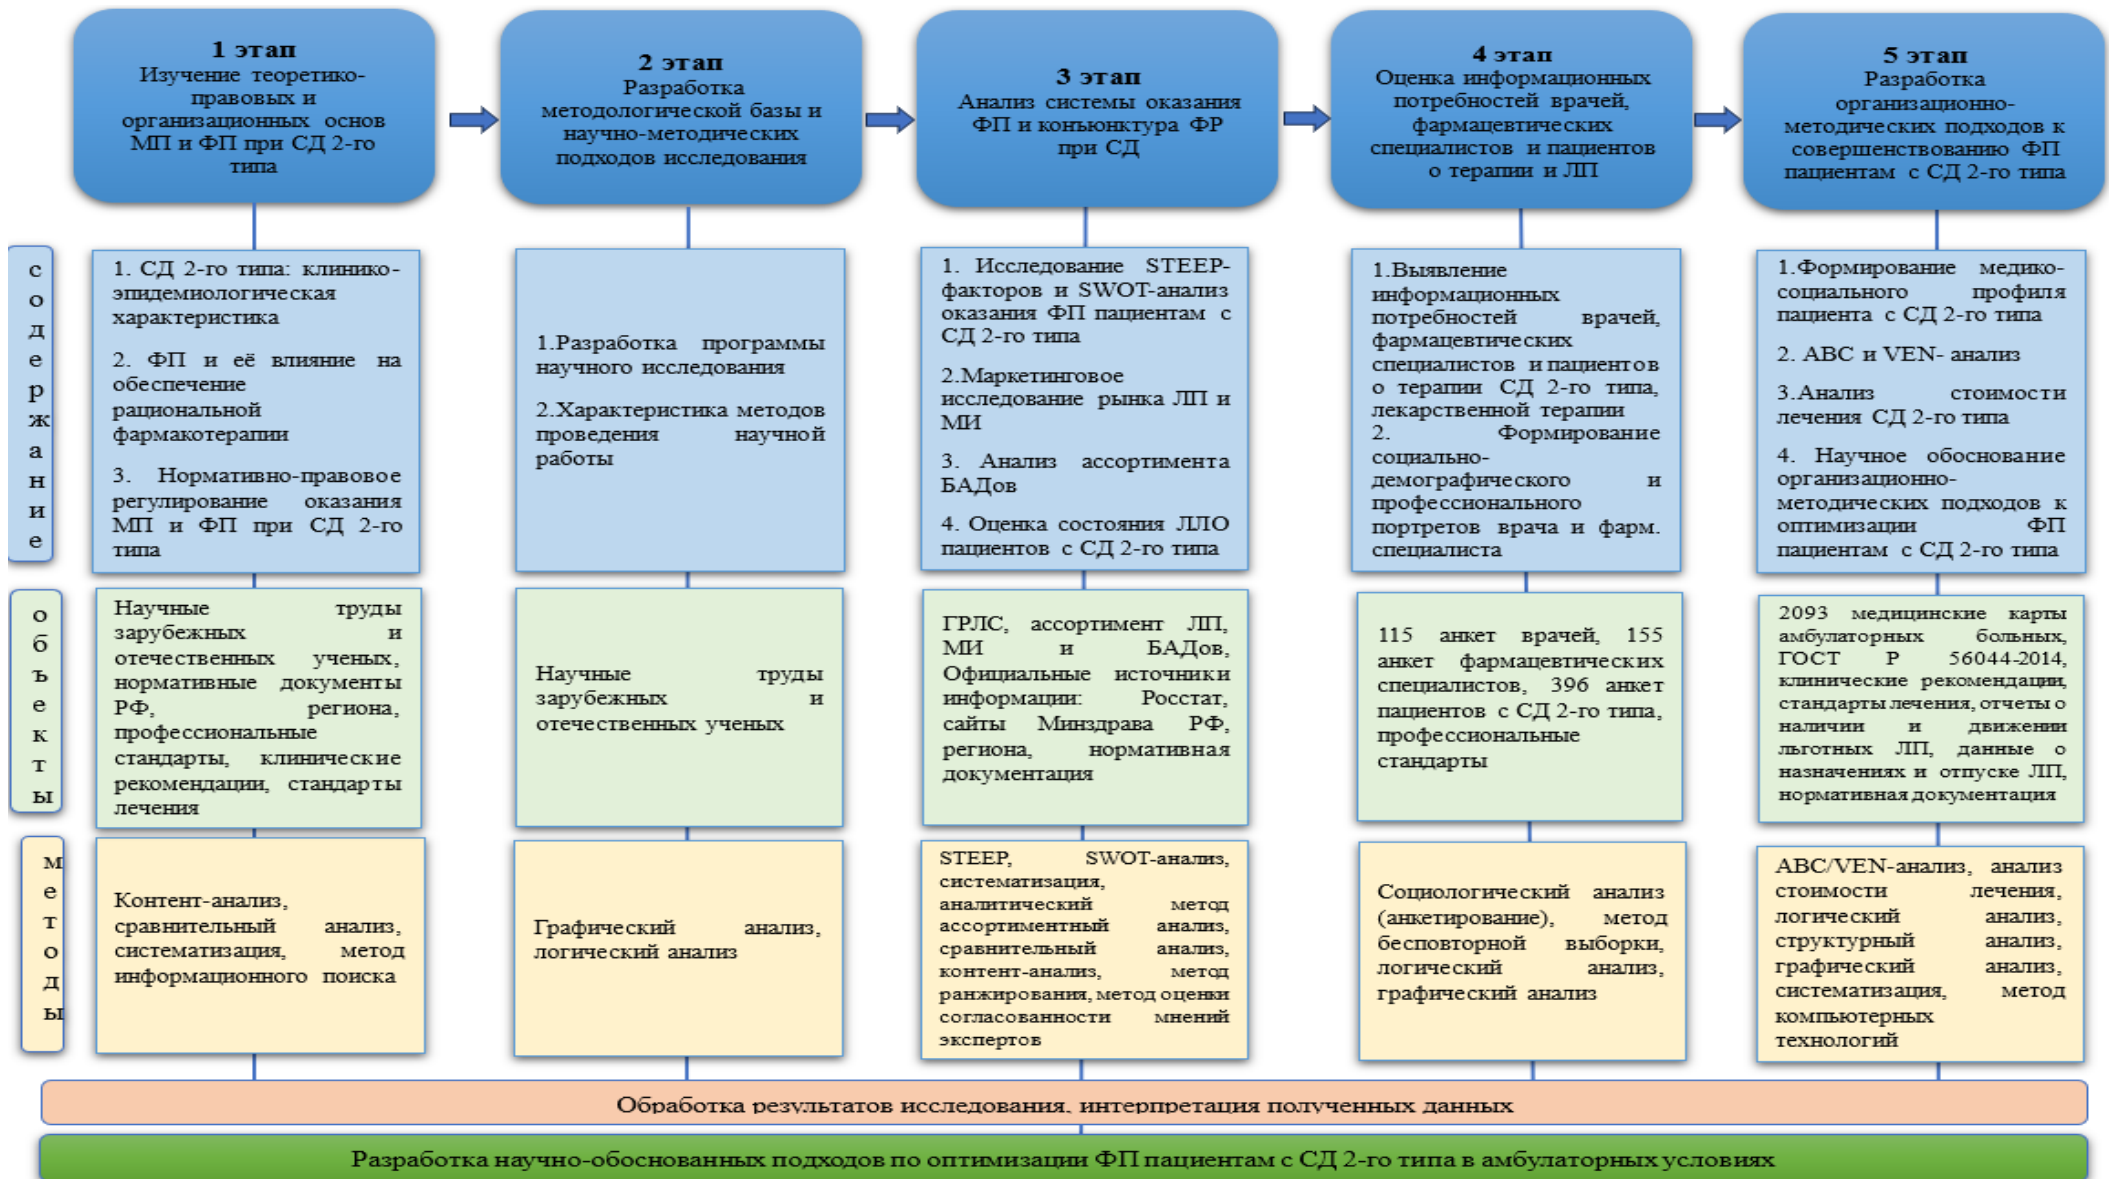 1 этап
Изучение теоретико-
правовых и
организационных основ
МП и ФП при СД 2-го
типа
2 этап
Разработка
методологической базы и
научно-методических
подходов исследования
3 этап
Анализ системы оказания
ФП и конъюнктура ФР
при СД
4 этап
Оценка информационных
потребностей врачей,
фармацевтических
специалистов и пациентов
о терапии и ЛП
5 этап
Разработка
организационно-
методических подходов к
совершенствованию ФП
пациентам с СД 2-го типа
содержание
1. СД 2-го типа: клинико-
эпидемиологическая
характеристика
2. ФП и её влияние на
обеспечение
рациональной
фармакотерапии
3. Нормативно-правовое
регулирование оказания
МП и ФП при СД 2-го
типа
1.Разработка программы
научного исследования
2.Характеристика методов
проведения научной
работы
1. Исследование STEEP-
факторов и SWOT-анализ
оказания ФП пациентам с
СД 2-го типа
2.Маркетинговое
исследование рынка ЛП и
МИ
3. Анализ ассортимента
БАДов
4. Оценка состояния ЛЛО
пациентов с СД 2-го типа
1.Выявление
информационных
потребностей врачей,
фармацевтических
специалистов и пациентов
о терапии СД 2-го типа,
лекарственной терапии
2. Формирование
социально-
демографического и
профессионального
портретов врача и фарм.
специалиста
1.Формирование медико-
социального профиля
пациента с СД 2-го типа
2. ABC и VEN- анализ
3.Анализ стоимости
лечения СД 2-го типа
4. Научное обоснование
организационно-
методических подходов к
оптимизации ФП
пациентам с СД 2-го типа
объекты
Научные труды
зарубежных и
отечественных ученых,
нормативные документы
РФ, региона,
профессиональные
стандарты, клинические
рекомендации, стандарты
лечения
Научные труды
зарубежных и
отечественных ученых
ГРЛС, ассортимент ЛП,
МИ и БАДов,
Официальные источники
информации: Росстат,
сайты Минздрава РФ,
региона, нормативная
документация
115 анкет врачей, 155
анкет фармацевтических
специалистов, 396 анкет
пациентов с СД 2-го типа,
профессиональные
стандарты
2093 медицинские карты
амбулаторных больных,
ГОСТ Р 56044-2014,
клинические рекомендации,
стандарты лечения, отчеты о
наличии и движении
льготных ЛП, данные о
назначениях и отпуске ЛП,
нормативная документация
методы
Контент-анализ,
сравнительный анализ,
систематизация, метод
информационного поиска
Графический анализ,
логический анализ
STEEP, SWOT-анализ,
систематизация,
аналитический метод
ассортиментный анализ,
сравнительный анализ,
контент-анализ, метод
ранжирования, метод оценки
согласованности мнений
экспертов
Социологический анализ
(анкетирование), метод
бесповторной выборки,
логический анализ,
графический анализ
ABC/VEN-анализ, анализ
стоимости лечения,
логический анализ,
структурный анализ,
графический анализ,
систематизация, метод
компьютерных
технологий
Обработка результатов исследования, интерпретация полученных данных
Разработка научно-обоснованных подходов по оптимизации ФП пациентам с СД 2-го типа в амбулаторных условиях